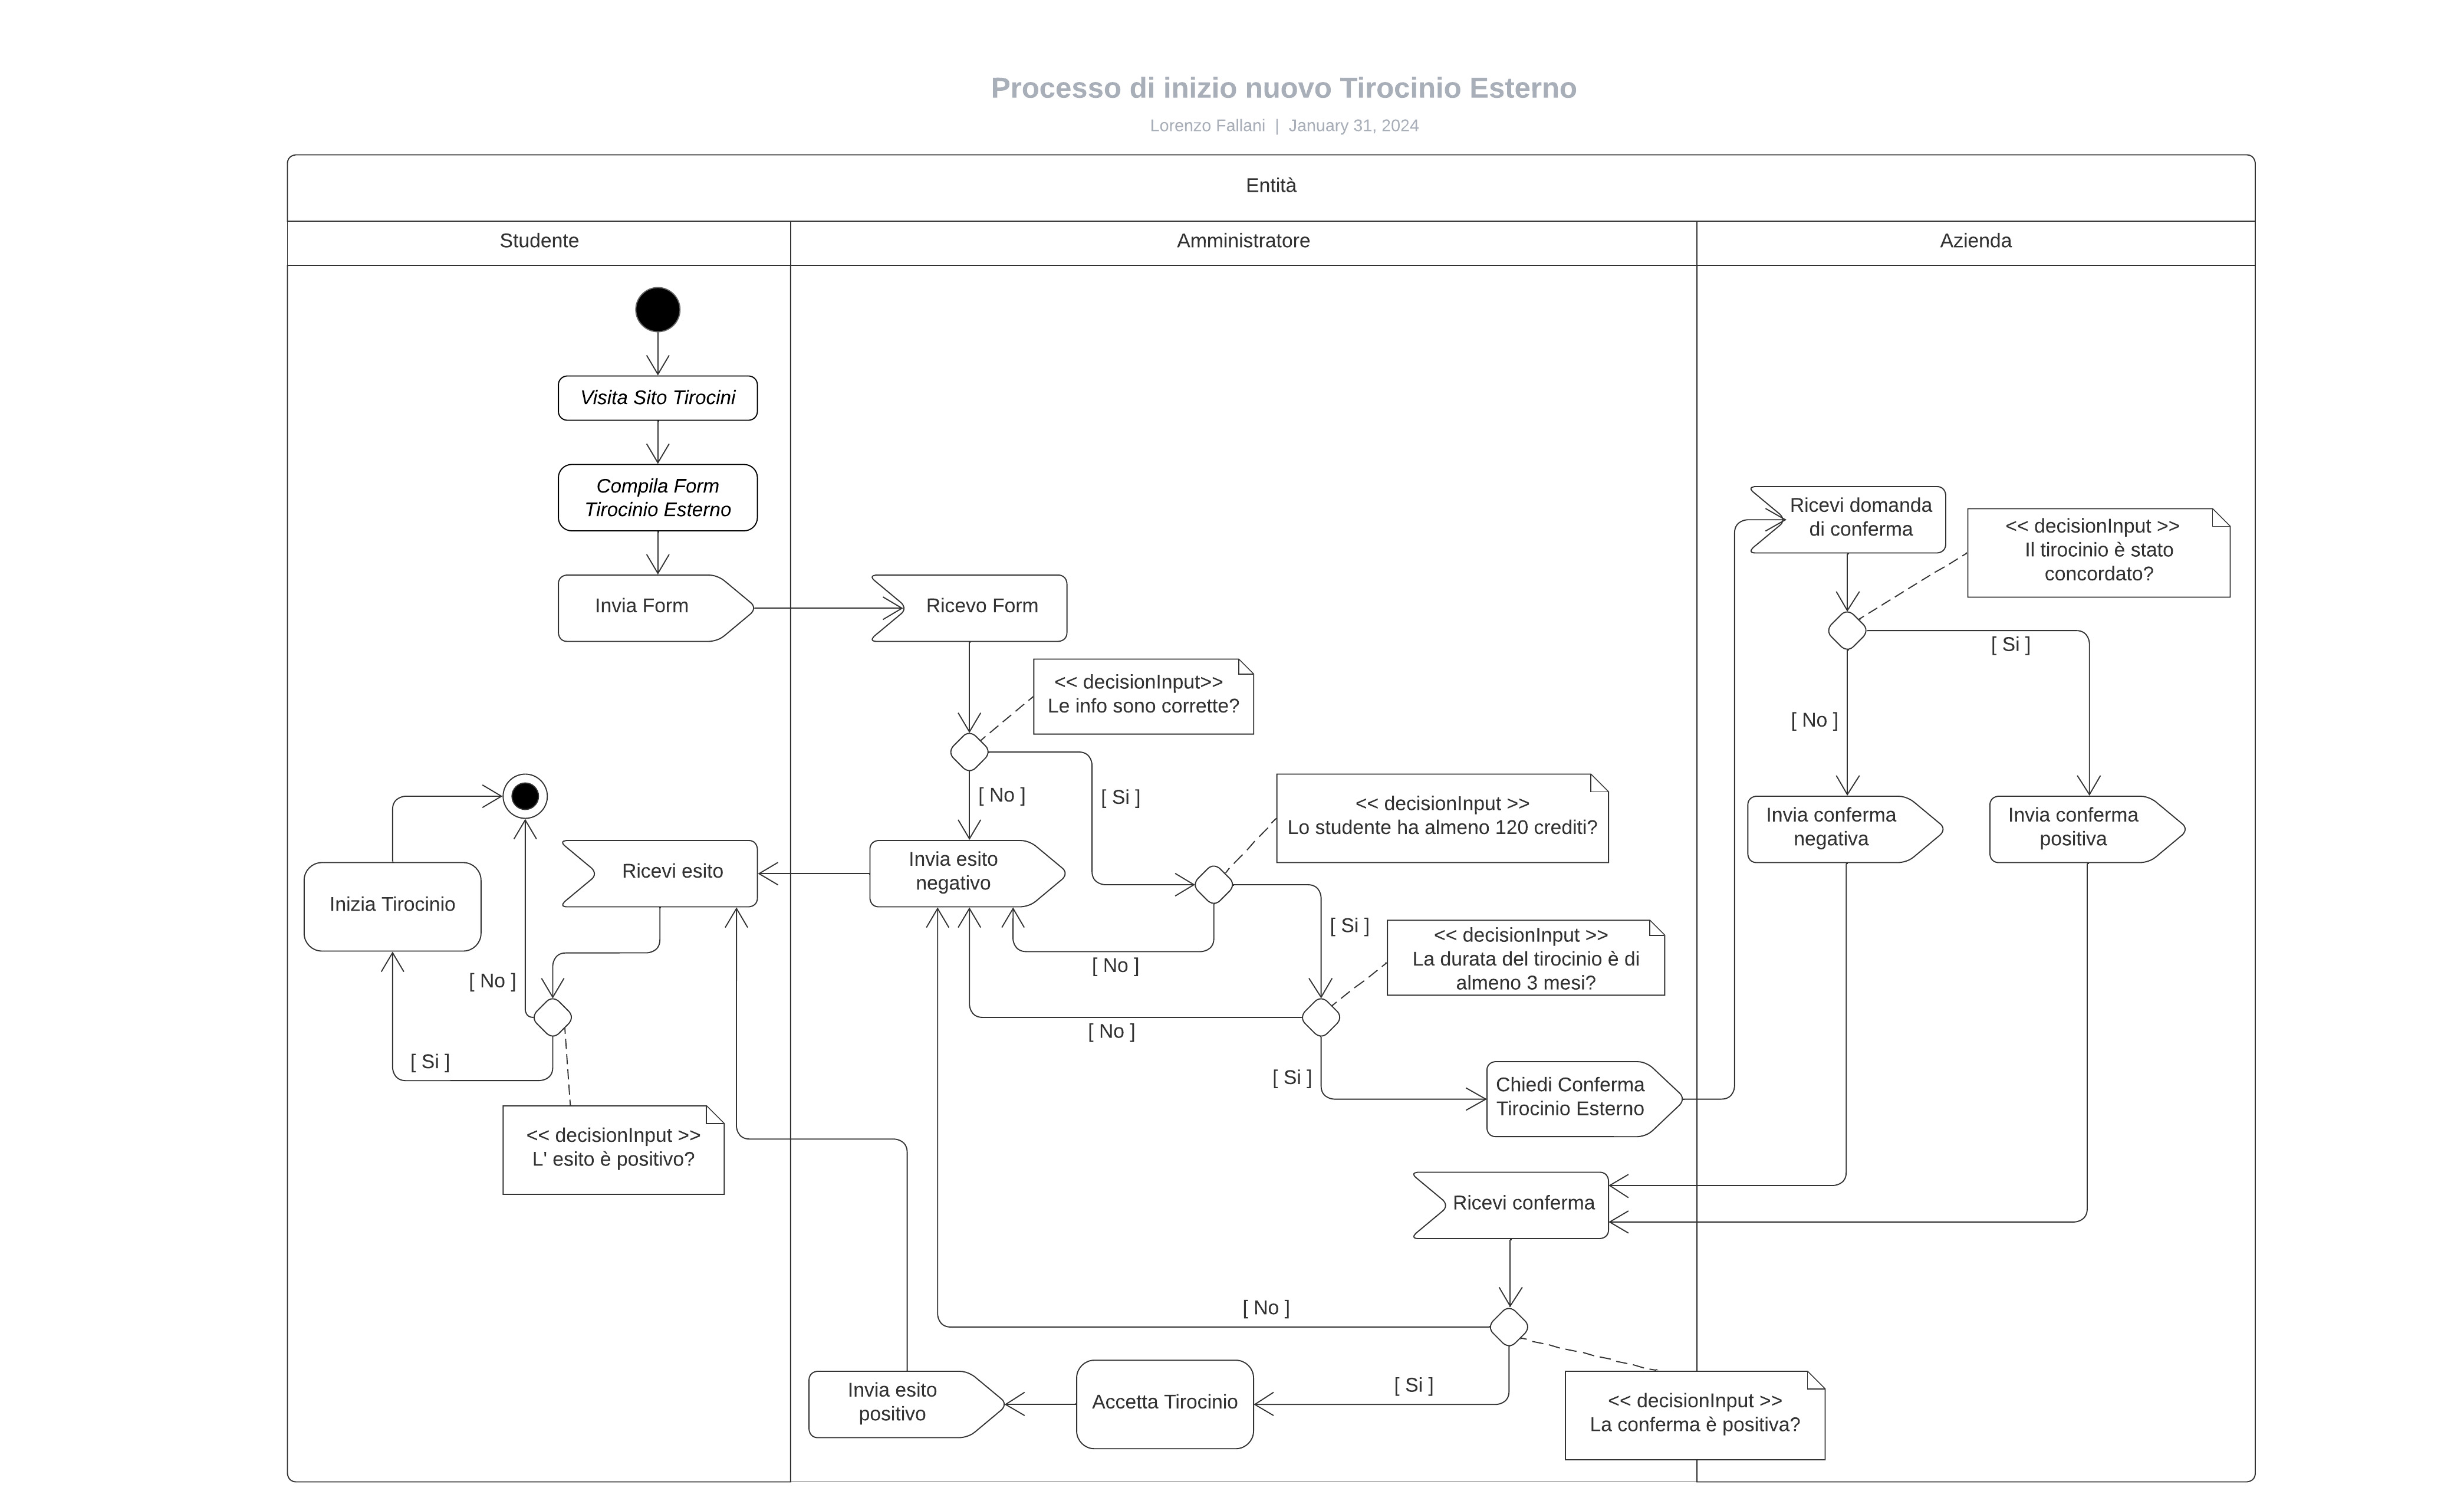 Processo di inizio nuovo Tirocinio Esterno
Lorenzo Fallani | January 31, 2024
Entità
Studente
Amministratore
Azienda
Visita Sito Tirocini
Compila Form
Tirocinio Esterno
Invia Form
Ricevo Form
<< decisionInput>>
Le info sono corrette?
[ No ]
[ Si ]
<< decisionInput >>
Lo studente ha almeno 120 crediti?
Invia esito
negativo
[ No ]
[ Si ]
<< decisionInput >>
La durata del tirocinio è di
almeno 3 mesi?
[ No ]
[ Si ]
Chiedi Conferma
Tirocinio Esterno
Ricevi domanda
di conferma
<< decisionInput >>
Il tirocinio è stato
concordato?
[ Si ]
[ No ]
Invia conferma
negativa
Invia conferma
positiva
Ricevi conferma
[ No ]
[ Si ]
<< decisionInput >>
La conferma è positiva?
Accetta Tirocinio
Invia esito
positivo
Ricevi esito
[ No ]
[ Si ]
<< decisionInput >>
L' esito è positivo?
Inizia Tirocinio